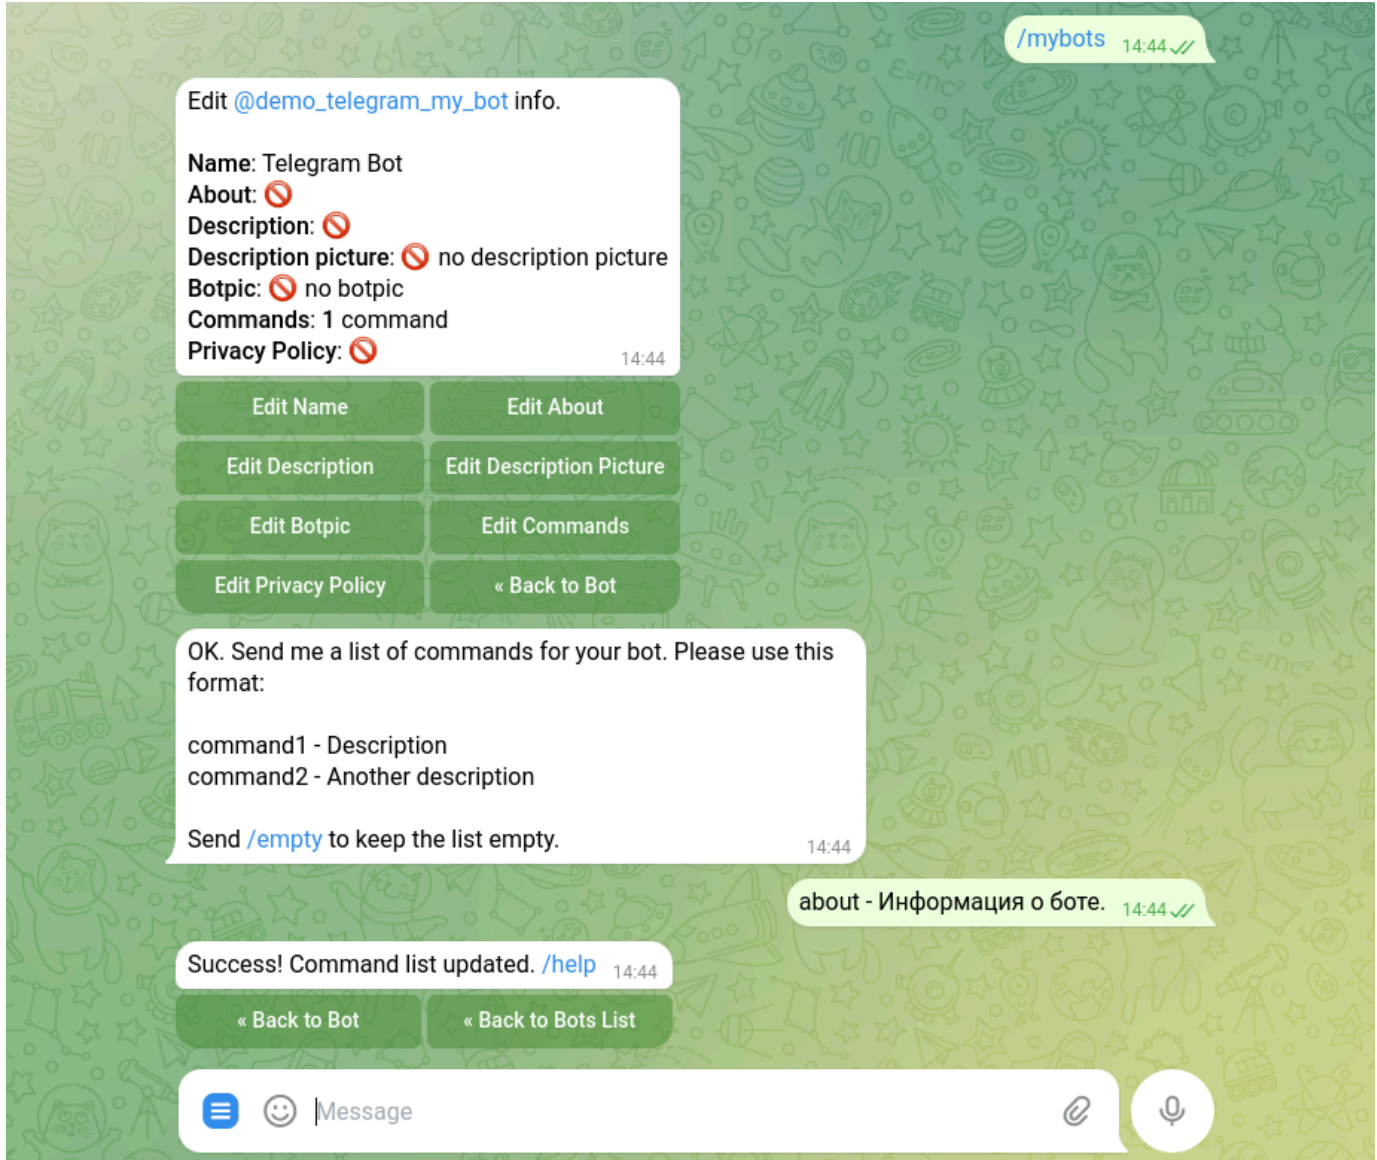 /mybots 14:44
Edit @demo_telegram_my_bot info.
Name: Telegram Bot
About:
Description:
Description picture: no description picture
Botpic: no botpic
Commands: 1 command
Privacy Policy:
14:44
Edit Name
Edit About
Edit Description
Edit Description Picture
Edit Botpic
Edit Commands
Edit Privacy Policy
« Back to Bot
OK. Send me a list of commands for your bot. Please use this
format:
command1 - Description
command2 - Another description
Send /empty to keep the list empty.
14:44
about - Информация о боте. 14:44
Success! Command list updated. /help 14:44
« Back to Bot
« Back to Bots List
Message